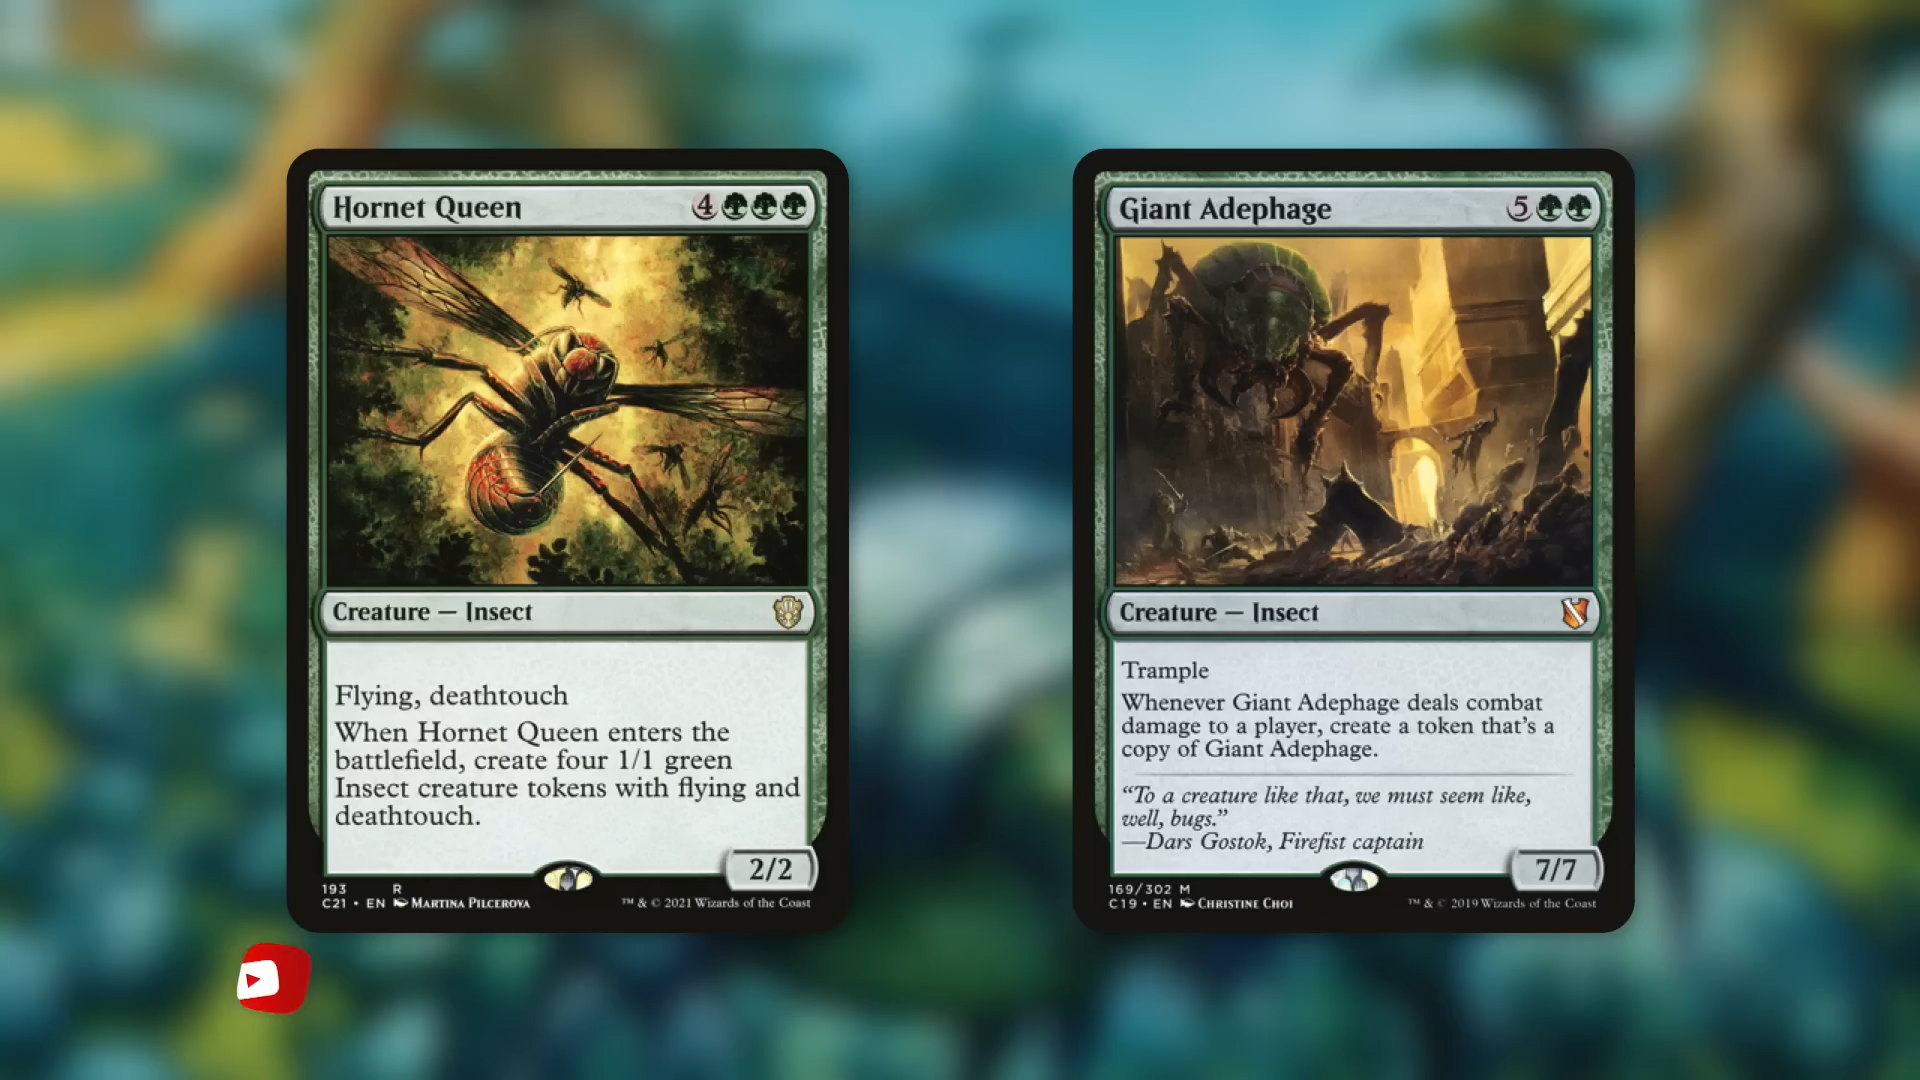 Hornet Queen
4
Creature — Insect
Flying, deathtouch
When Hornet Queen enters the
battlefield, create four 1/1 green
Insect creature tokens with flying and
deathtouch.
2/2
193 R
C21 • EN MARTINA PILCEROVA
™ & © 2021 Wizards of the Coast
Giant Adephage
5
Creature — Insect
Trample
Whenever Giant Adephage deals combat
damage to a player, create a token that's a
copy of Giant Adephage.
“To a creature like that, we must seem like,
well, bugs.”
—Dars Gostok, Firefist captain
7/7
169/302 M
C19 • EN CHRISTINE CHOI
™ & © 2019 Wizards of the Coast